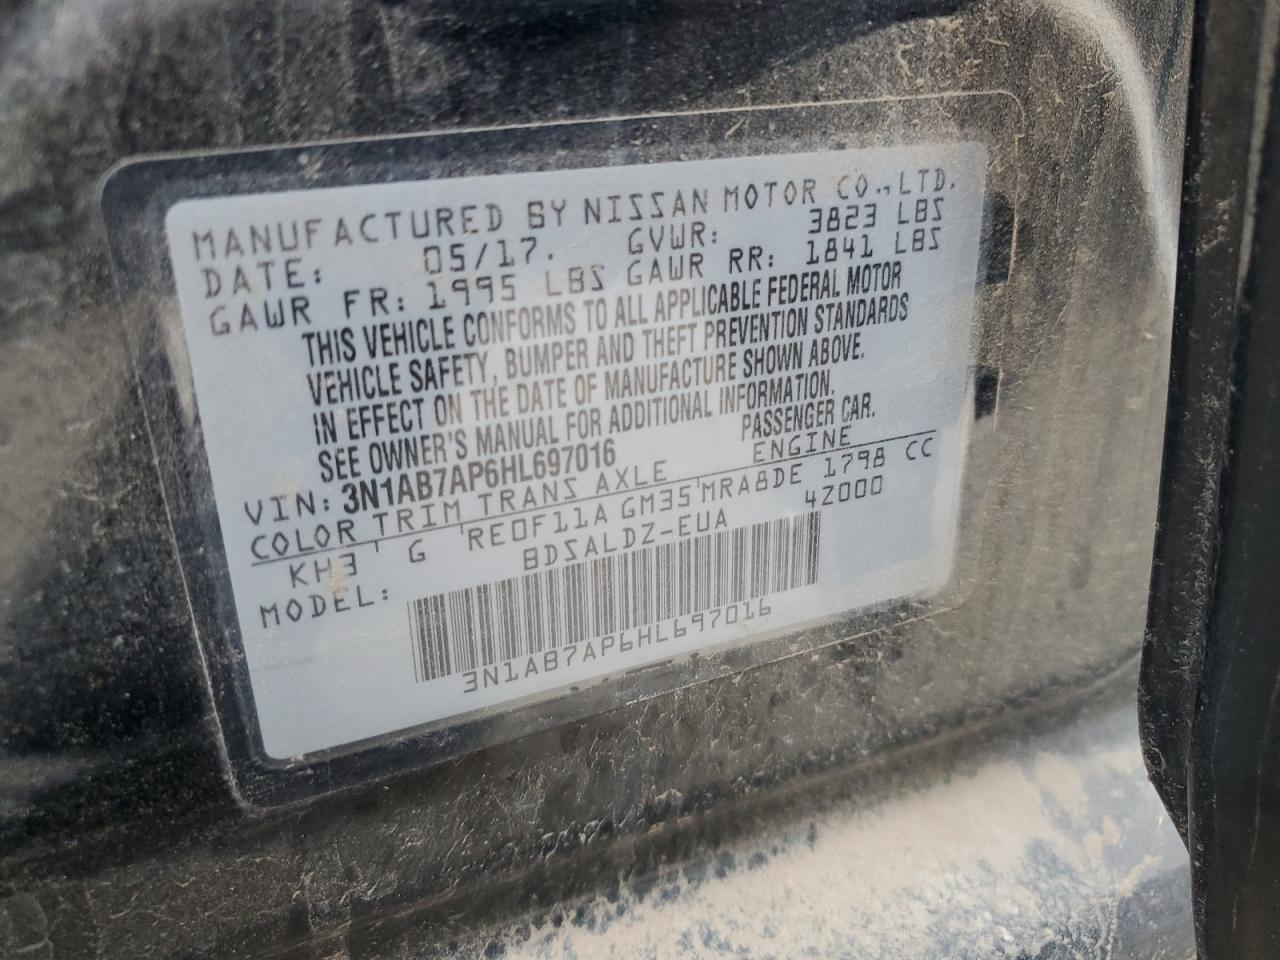 MANUFACTURED BY NISSAN MOTOR CO.,LTD.
DATE: 05/17. GVWR: 3823 LBS
GAWR FR: 1995 LBS GAWR RR: 1841 LBS
THIS VEHICLE CONFORMS TO ALL APPLICABLE FEDERAL MOTOR
VEHICLE SAFETY, BUMPER AND THEFT PREVENTION STANDARDS
IN EFFECT ON THE DATE OF MANUFACTURE SHOWN ABOVE.
SEE OWNER'S MANUAL FOR ADDITIONAL INFORMATION.
VIN: 3N1AB7AP6HL697016 PASSENGER CAR.
COLOR TRIM TRANS AXLE ENGINE
KH3 G RE0F11A GM35 MRA8DE 1798 CC
MODEL: BDSALDZ-EUA 4Z000
3N1AB7AP6HL697016